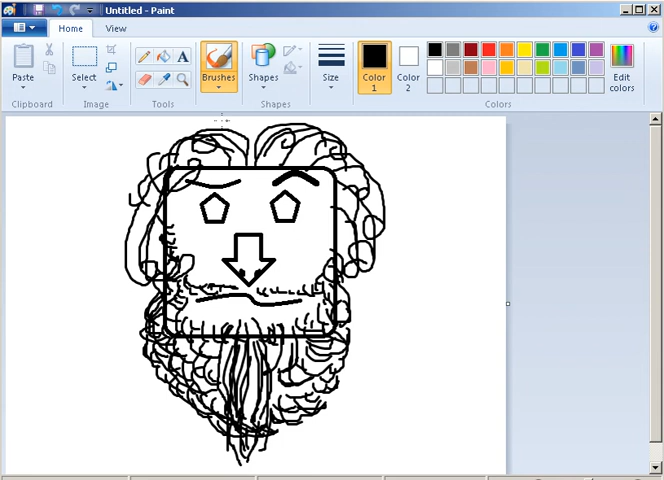 Untitled - Paint
Home View
Paste Select Brushes Shapes Size Color 1 Color 2 Edit colors
Clipboard Image Tools Shapes Colors